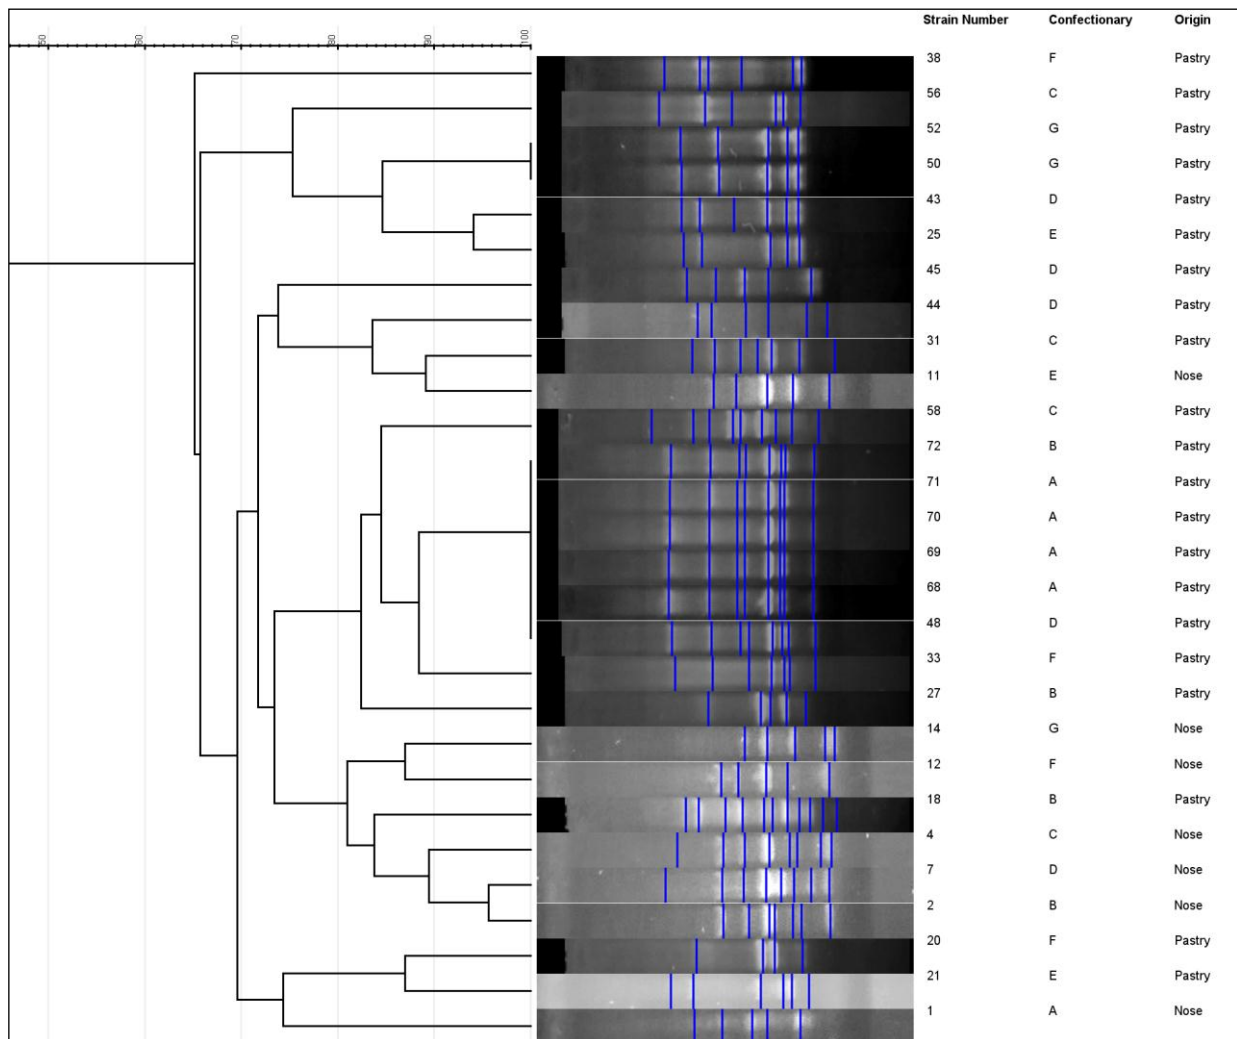 50 60 70 80 90 100
Strain Number Confectionary Origin
38 F Pastry
56 C Pastry
52 G Pastry
50 G Pastry
43 D Pastry
25 E Pastry
45 D Pastry
44 D Pastry
31 C Pastry
11 E Nose
58 C Pastry
72 B Pastry
71 A Pastry
70 A Pastry
69 A Pastry
68 A Pastry
48 D Pastry
33 F Pastry
27 B Pastry
14 G Nose
12 F Nose
18 B Pastry
4 C Nose
7 D Nose
2 B Nose
20 F Pastry
21 E Pastry
1 A Nose